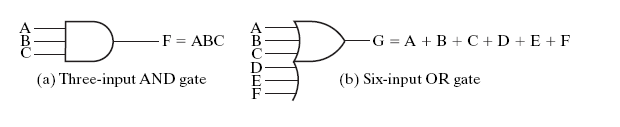 A
B
C
F = ABC
(a) Three-input AND gate
A
B
C
D
E
F
G = A + B + C + D + E + F
(b) Six-input OR gate